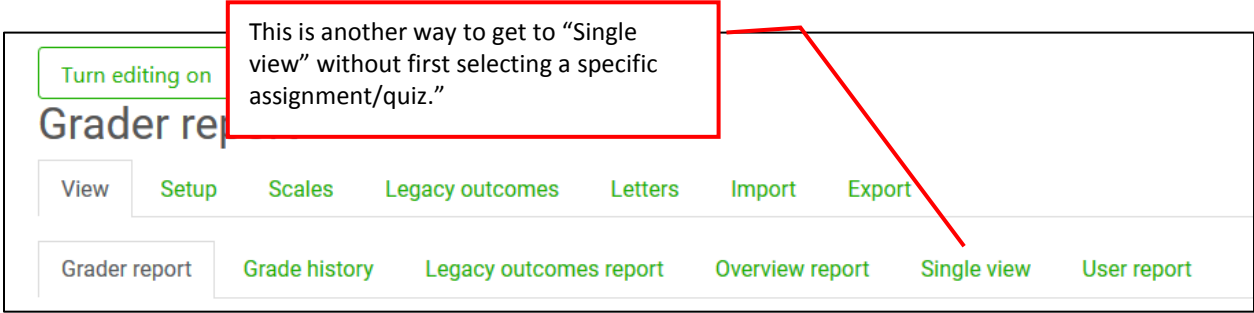 This is another way to get to “Single
view” without first selecting a specific
assignment/quiz.”
Turn editing on
Grader re
View Setup Scales Legacy outcomes Letters Import Export
Grader report Grade history Legacy outcomes report Overview report Single view User report